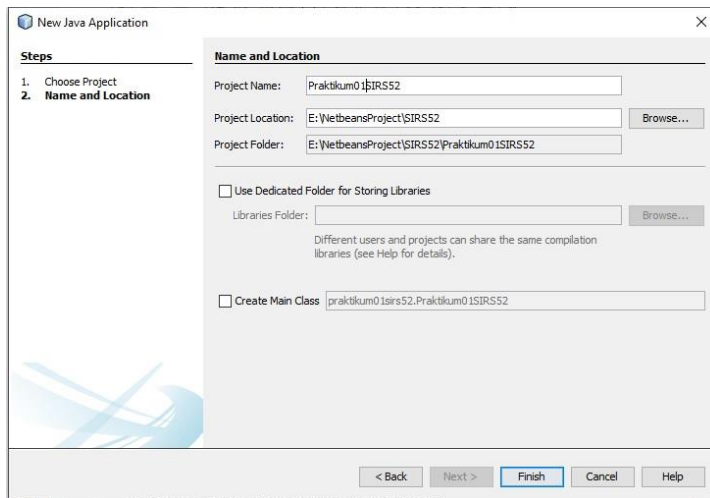 New Java Application
Steps
1. Choose Project
2. Name and Location
Name and Location
Project Name: Praktikum01SIRS52
Project Location: E:\NetbeansProject\SIRS52 Browse...
Project Folder: E:\NetbeansProject\SIRS52\Praktikum01SIRS52
Use Dedicated Folder for Storing Libraries
Libraries Folder: Browse...
Different users and projects can share the same compilation
libraries (see Help for details).
Create Main Class praktikum01sirs52.Praktikum01SIRS52
< Back Next > Finish Cancel Help